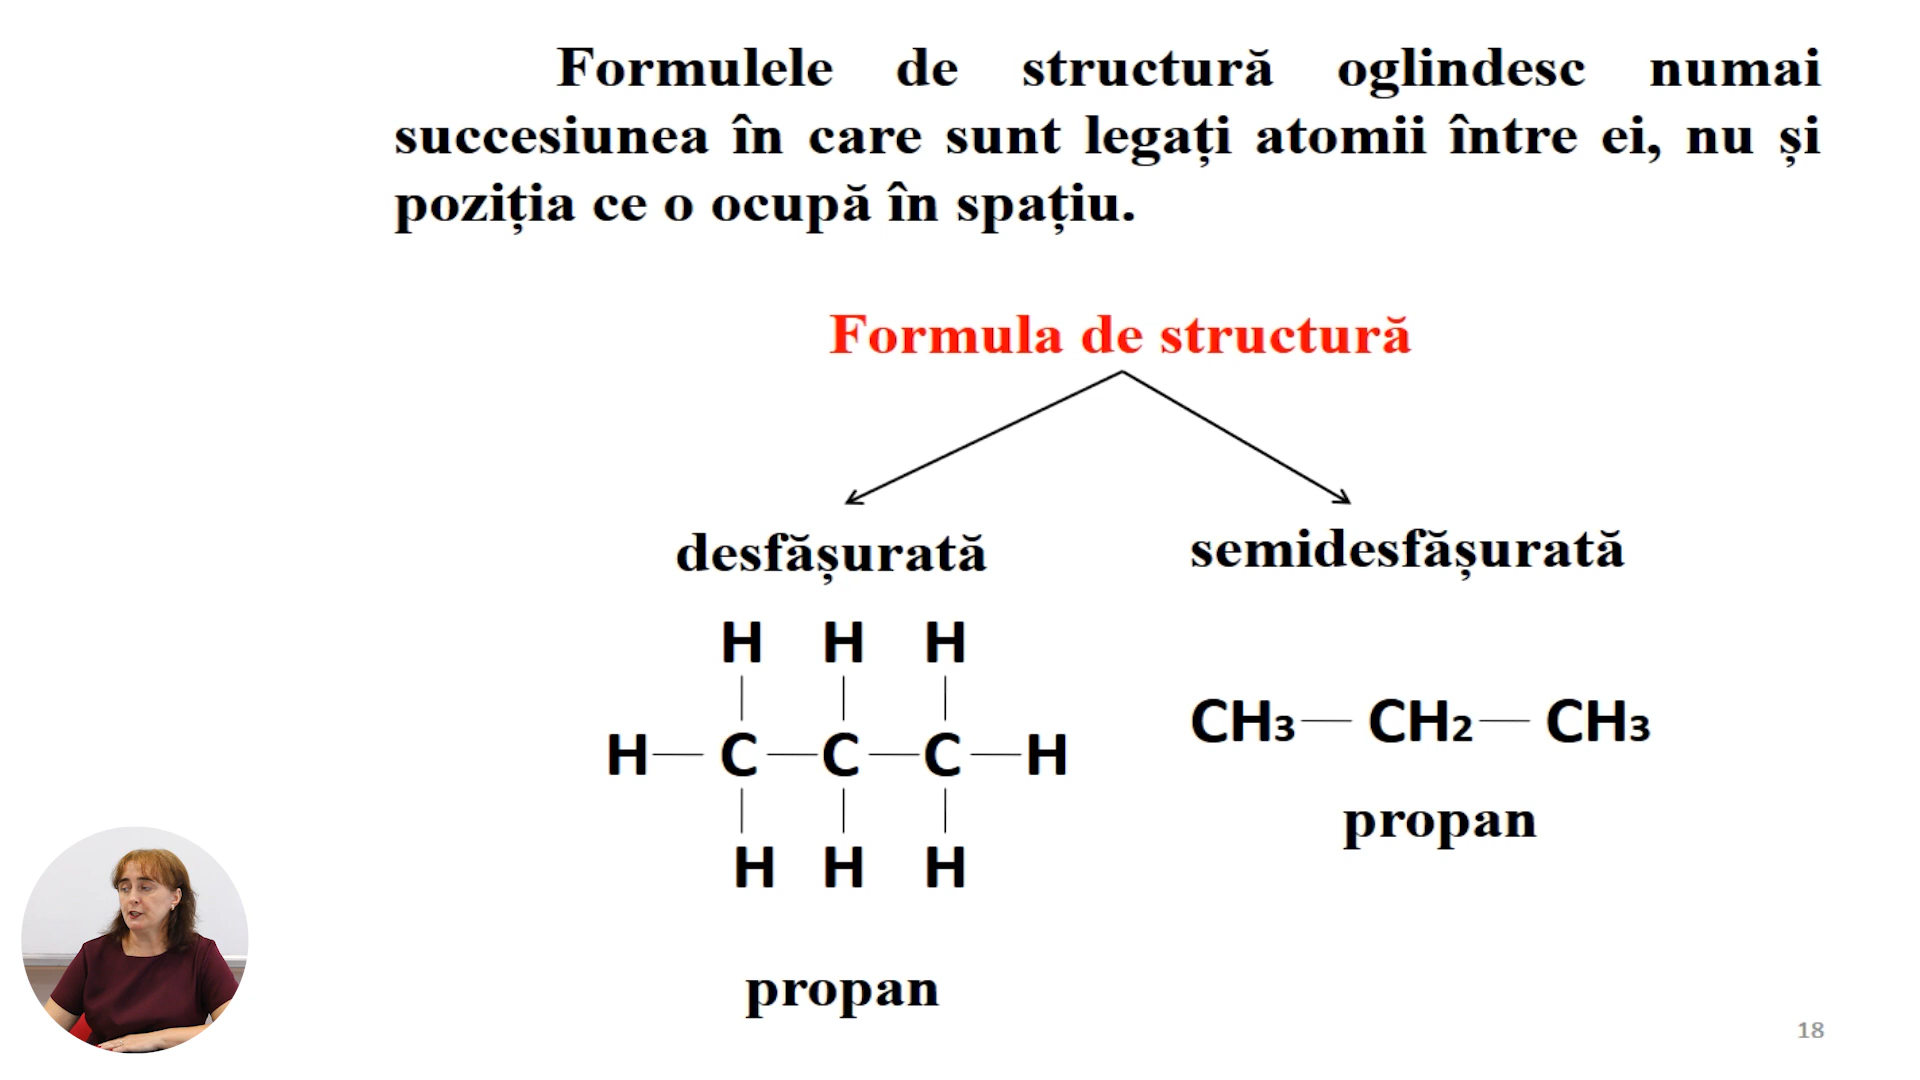 Formulele de structură oglindesc numai
succesiunea în care sunt legați atomii între ei, nu și
poziția ce o ocupă în spațiu.
Formula de structură
desfășurată
semidesfășurată
H H H
H — C — C — C — H
H H H
propan
CH3 — CH2 — CH3
propan
18